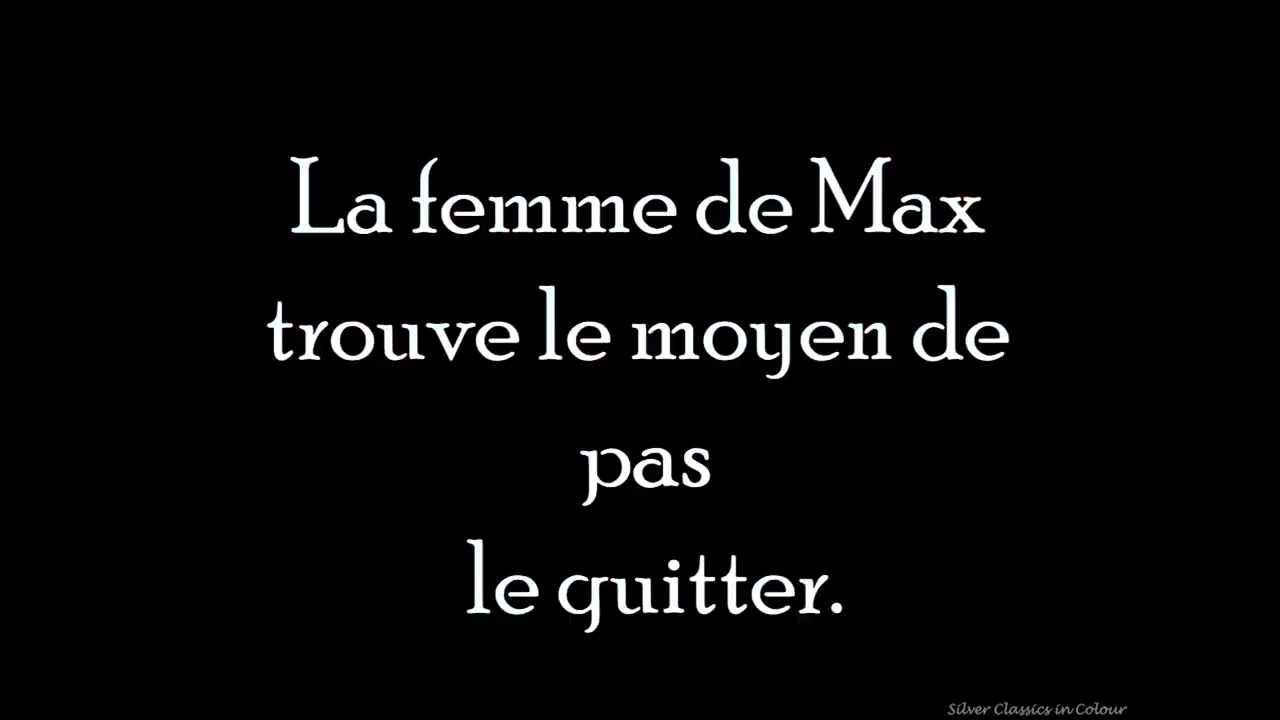 La femme de Max
trouve le moyen de
pas
le quitter.
Silver Classics in Colour